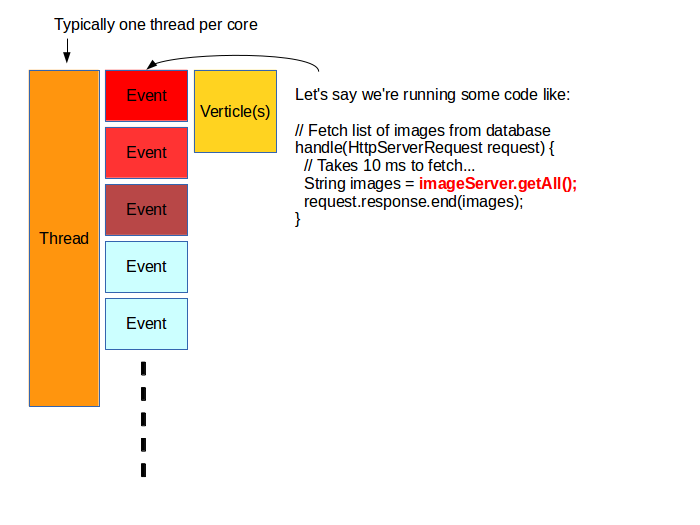 Typically one thread per core
Event
Verticle(s)
Event
Event
Thread
Event
Event
Let's say we're running some code like:
// Fetch list of images from database
handle(HttpServerRequest request) {
// Takes 10 ms to fetch...
String images = imageServer.getAll();
request.response.end(images);
}